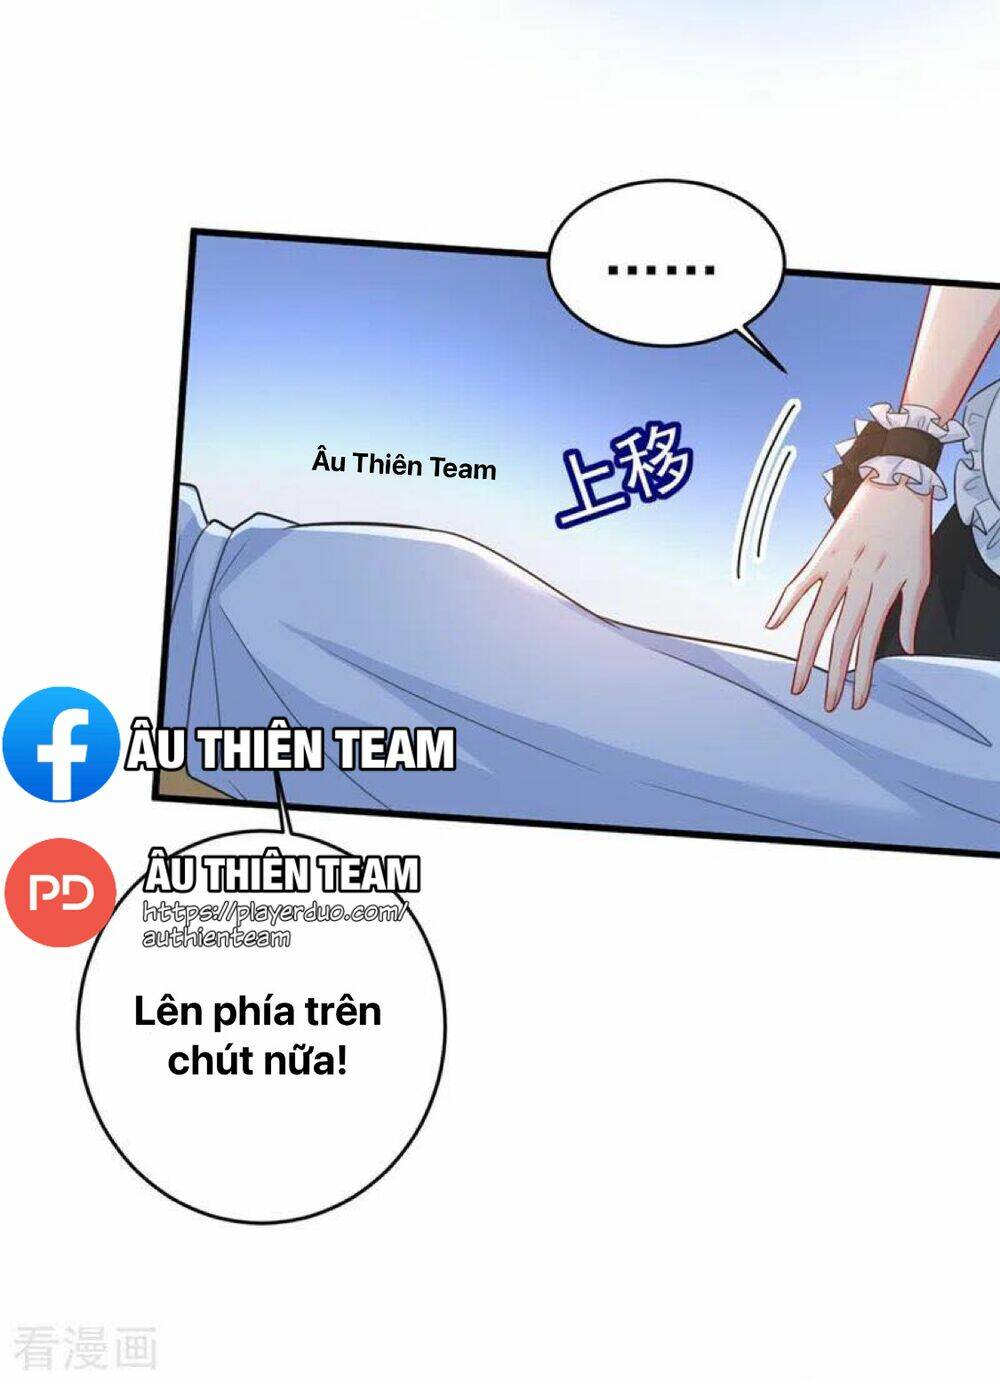 ......
上移
Âu Thiên Team
ÂU THIÊN TEAM
PD
ÂU THIÊN TEAM
https://playerduo.com/
authienteam
Lên phía trên
chút nữa!
看漫画